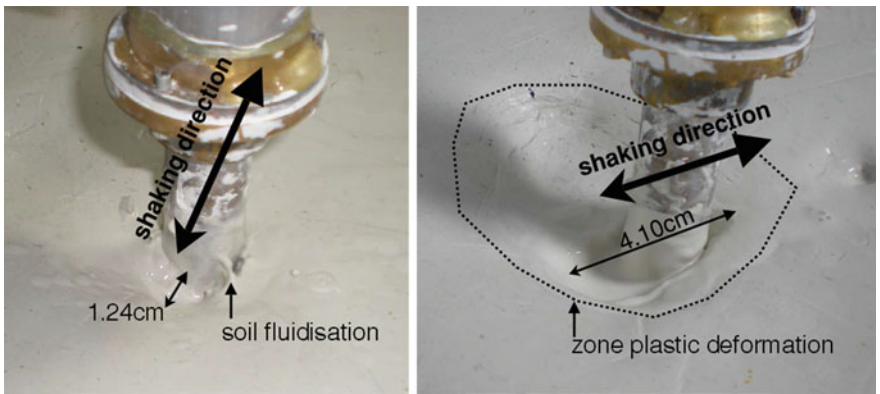 shaking direction
1.24cm
soil fluidisation
shaking direction
4.10cm
zone plastic deformation